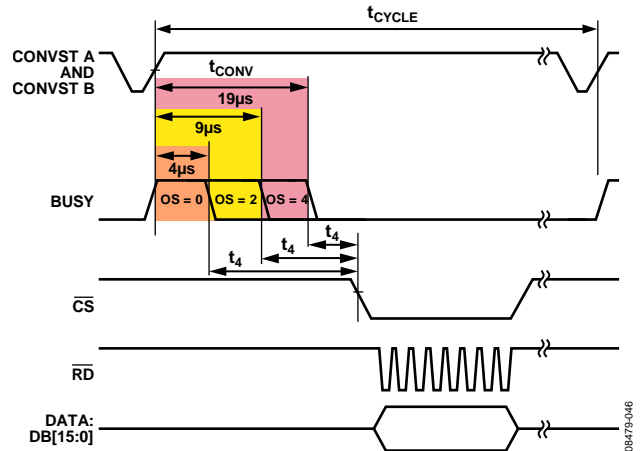 tCYCLE
CONVST A
AND
CONVST B
tCONV
19µs
9µs
4µs
BUSY
OS = 0
OS = 2
OS = 4
t4
t4
t4
CS
RD
DATA:
DB[15:0]
08479-046